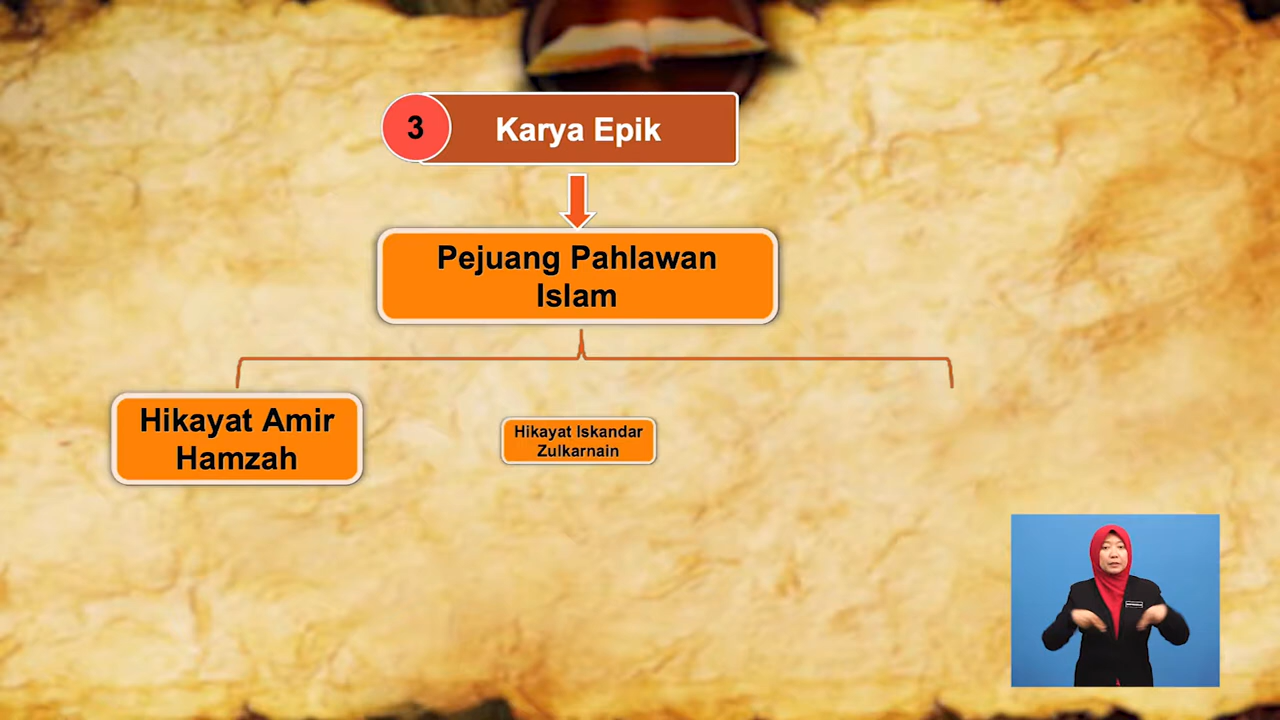 3
Karya Epik
Pejuang Pahlawan
Islam
Hikayat Amir
Hamzah
Hikayat Iskandar
Zulkarnain